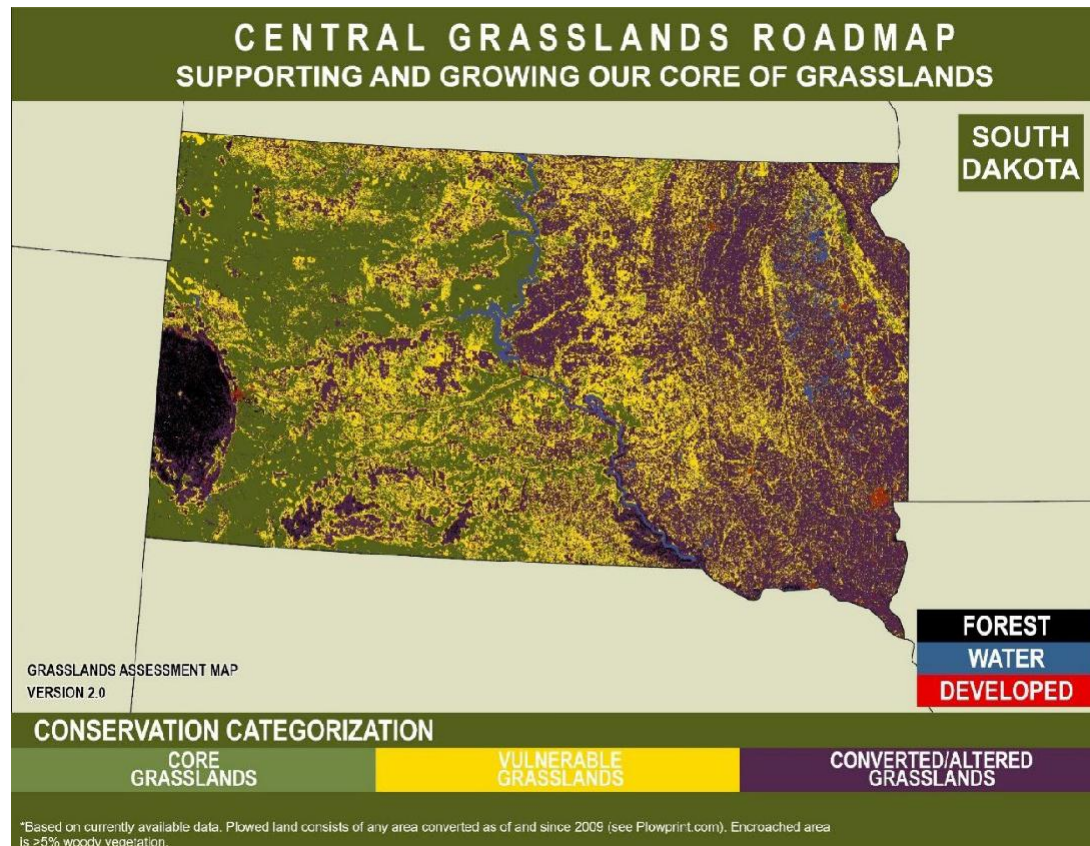 CENTRAL GRASSLANDS ROADMAP
SUPPORTING AND GROWING OUR CORE OF GRASSLANDS
SOUTH
DAKOTA
FOREST
WATER
DEVELOPED
GRASSLANDS ASSESSMENT MAP
VERSION 2.0
CONSERVATION CATEGORIZATION
CORE
GRASSLANDS
VULNERABLE
GRASSLANDS
CONVERTED/ALTERED
GRASSLANDS
*Based on currently available data. Plowed land consists of any area converted as of and since 2009 (see Plowprint.com). Encroached area
is >5% woody vegetation.